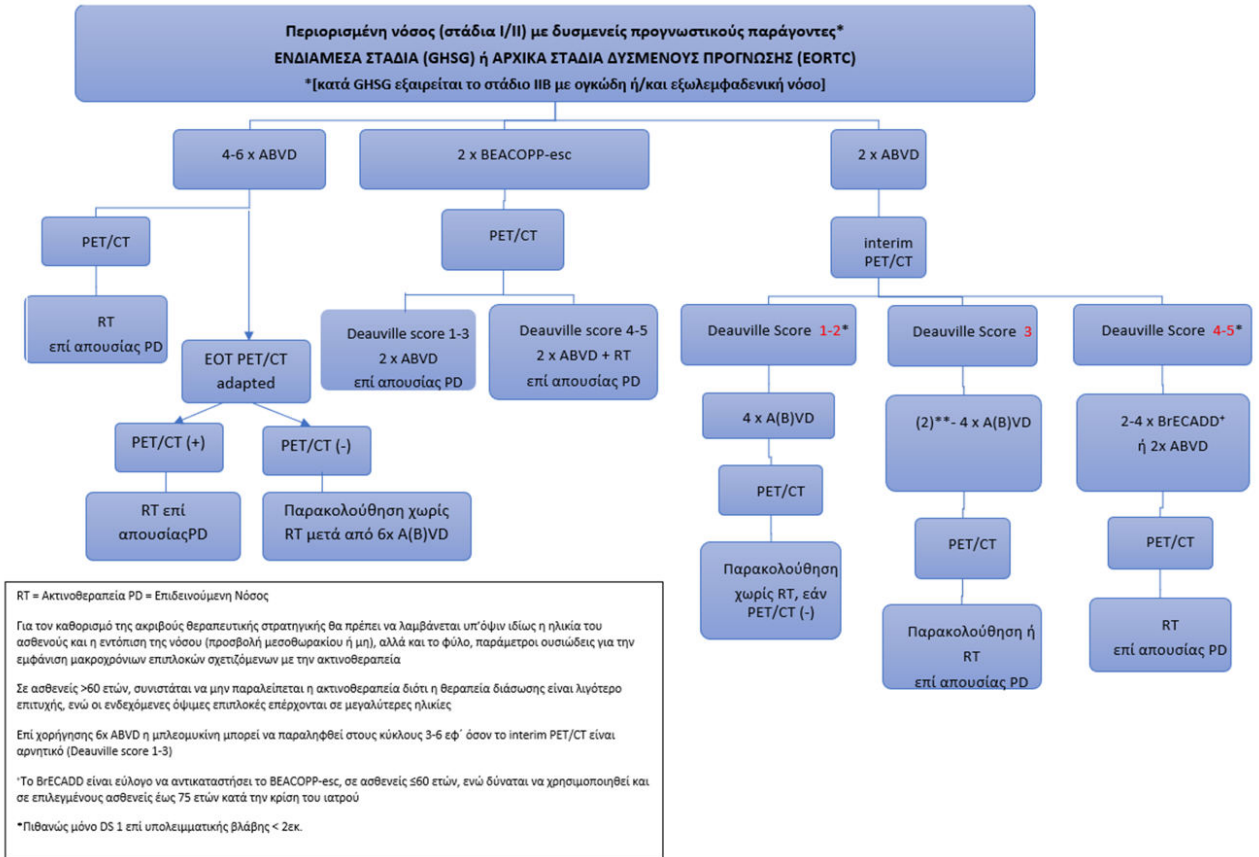 Περιορισμένη νόσος (στάδια I/II) με δυσμενείς προγνωστικούς παράγοντες*
ΕΝΔΙΑΜΕΣΑ ΣΤΑΔΙΑ (GHSG) ή ΑΡΧΙΚΑ ΣΤΑΔΙΑ ΔΥΣΜΕΝΟΥΣ ΠΡΟΓΝΩΣΗΣ (EORTC)
*[κατά GHSG εξαιρείται το στάδιο IIB με ογκώδη ή/και εξωλεμφαδενική νόσο]
4-6 x ABVD
2 x BEACOPP-esc
2 x ABVD
PET/CT
PET/CT
interim
PET/CT
RT
επί απουσίας PD
EOT PET/CT
adapted
Deauville score 1-3
2 x ABVD
επί απουσίας PD
Deauville score 4-5
2 x ABVD + RT
επί απουσίας PD
Deauville Score 1-2*
Deauville Score 3
Deauville Score 4-5*
PET/CT (+)
PET/CT (-)
4 x A(B)VD
(2)**- 4 x A(B)VD
2-4 x BrECADD⁺
ή 2x ABVD
RT επί
απουσίαςPD
Παρακολούθηση χωρίς
RT μετά από 6x A(B)VD
PET/CT
PET/CT
PET/CT
Παρακολούθηση
χωρίς RT, εάν
PET/CT (-)
Παρακολούθηση ή
RT
επί απουσίας PD
RT
επί απουσίας PD
RT = Ακτινοθεραπεία PD = Επιδεινούμενη Νόσος
Για τον καθορισμό της ακριβούς θεραπευτικής στρατηγικής θα πρέπει να λαμβάνεται υπ'όψιν ιδίως η ηλικία του
ασθενούς και η εντόπιση της νόσου (προσβολή μεσοθωρακίου ή μη), αλλά και το φύλο, παράμετροι ουσιώδεις για την
εμφάνιση μακροχρόνιων επιπλοκών σχετιζόμενων με την ακτινοθεραπεία
Σε ασθενείς >60 ετών, συνιστάται να μην παραλείπεται η ακτινοθεραπεία διότι η θεραπεία διάσωσης είναι λιγότερο
επιτυχής, ενώ οι ενδεχόμενες όψιμες επιπλοκές επέρχονται σε μεγαλύτερες ηλικίες
Επί χορήγησης 6x ABVD η μπλεομυκίνη μπορεί να παραληφθεί στους κύκλους 3-6 εφ΄ όσον το interim PET/CT είναι
αρνητικό (Deauville score 1-3)
⁺Το BrECADD είναι εύλογο να αντικαταστήσει το BEACOPP-esc, σε ασθενείς ≤60 ετών, ενώ δύναται να χρησιμοποιηθεί και
σε επιλεγμένους ασθενείς έως 75 ετών κατά την κρίση του ιατρού
*Πιθανώς μόνο DS 1 επί υπολειμματικής βλάβης < 2εκ.